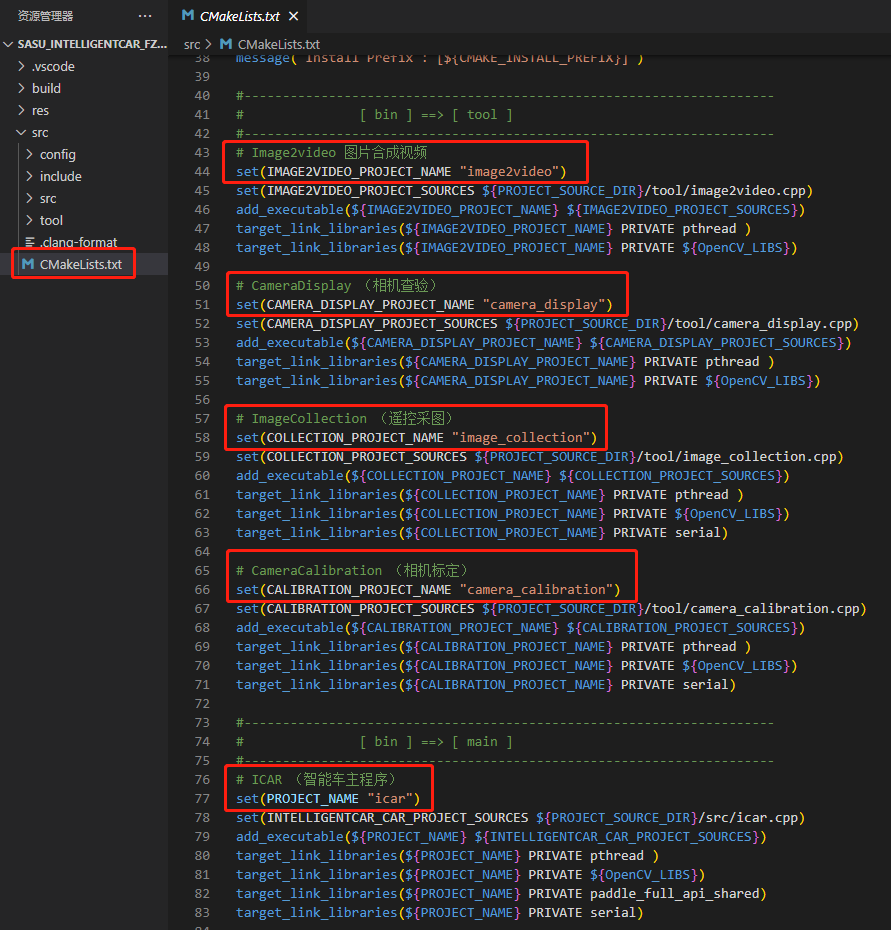 资源管理器
SASU_INTELLIGENTCAR_FZ...
.vscode
build
res
src
config
include
src
tool
.clang-format
CMakeLists.txt
CMakeLists.txt
src > CMakeLists.txt
38 message( Install Prefix : [${CMAKE_INSTALL_PREFIX}] )
39
40 #---------------------------------------------------------------------
41 # [ bin ] ==> [ tool ]
42 #---------------------------------------------------------------------
43 # Image2video 图片合成视频
44 set(IMAGE2VIDEO_PROJECT_NAME "image2video")
45 set(IMAGE2VIDEO_PROJECT_SOURCES ${PROJECT_SOURCE_DIR}/tool/image2video.cpp)
46 add_executable(${IMAGE2VIDEO_PROJECT_NAME} ${IMAGE2VIDEO_PROJECT_SOURCES})
47 target_link_libraries(${IMAGE2VIDEO_PROJECT_NAME} PRIVATE pthread )
48 target_link_libraries(${IMAGE2VIDEO_PROJECT_NAME} PRIVATE ${OpenCV_LIBS})
49
50 # CameraDisplay （相机查验）
51 set(CAMERA_DISPLAY_PROJECT_NAME "camera_display")
52 set(CAMERA_DISPLAY_PROJECT_SOURCES ${PROJECT_SOURCE_DIR}/tool/camera_display.cpp)
53 add_executable(${CAMERA_DISPLAY_PROJECT_NAME} ${CAMERA_DISPLAY_PROJECT_SOURCES})
54 target_link_libraries(${CAMERA_DISPLAY_PROJECT_NAME} PRIVATE pthread )
55 target_link_libraries(${CAMERA_DISPLAY_PROJECT_NAME} PRIVATE ${OpenCV_LIBS})
56
57 # ImageCollection （遥控采图）
58 set(COLLECTION_PROJECT_NAME "image_collection")
59 set(COLLECTION_PROJECT_SOURCES ${PROJECT_SOURCE_DIR}/tool/image_collection.cpp)
60 add_executable(${COLLECTION_PROJECT_NAME} ${COLLECTION_PROJECT_SOURCES})
61 target_link_libraries(${COLLECTION_PROJECT_NAME} PRIVATE pthread )
62 target_link_libraries(${COLLECTION_PROJECT_NAME} PRIVATE ${OpenCV_LIBS})
63 target_link_libraries(${COLLECTION_PROJECT_NAME} PRIVATE serial)
64
65 # CameraCalibration （相机标定）
66 set(CALIBRATION_PROJECT_NAME "camera_calibration")
67 set(CALIBRATION_PROJECT_SOURCES ${PROJECT_SOURCE_DIR}/tool/camera_calibration.cpp)
68 add_executable(${CALIBRATION_PROJECT_NAME} ${CALIBRATION_PROJECT_SOURCES})
69 target_link_libraries(${CALIBRATION_PROJECT_NAME} PRIVATE pthread )
70 target_link_libraries(${CALIBRATION_PROJECT_NAME} PRIVATE ${OpenCV_LIBS})
71 target_link_libraries(${CALIBRATION_PROJECT_NAME} PRIVATE serial)
72
73 #---------------------------------------------------------------------
74 # [ bin ] ==> [ main ]
75 #---------------------------------------------------------------------
76 # ICAR （智能车主程序）
77 set(PROJECT_NAME "icar")
78 set(INTELLIGENTCAR_CAR_PROJECT_SOURCES ${PROJECT_SOURCE_DIR}/src/icar.cpp)
79 add_executable(${PROJECT_NAME} ${INTELLIGENTCAR_CAR_PROJECT_SOURCES})
80 target_link_libraries(${PROJECT_NAME} PRIVATE pthread )
81 target_link_libraries(${PROJECT_NAME} PRIVATE ${OpenCV_LIBS})
82 target_link_libraries(${PROJECT_NAME} PRIVATE paddle_full_api_shared)
83 target_link_libraries(${PROJECT_NAME} PRIVATE serial)